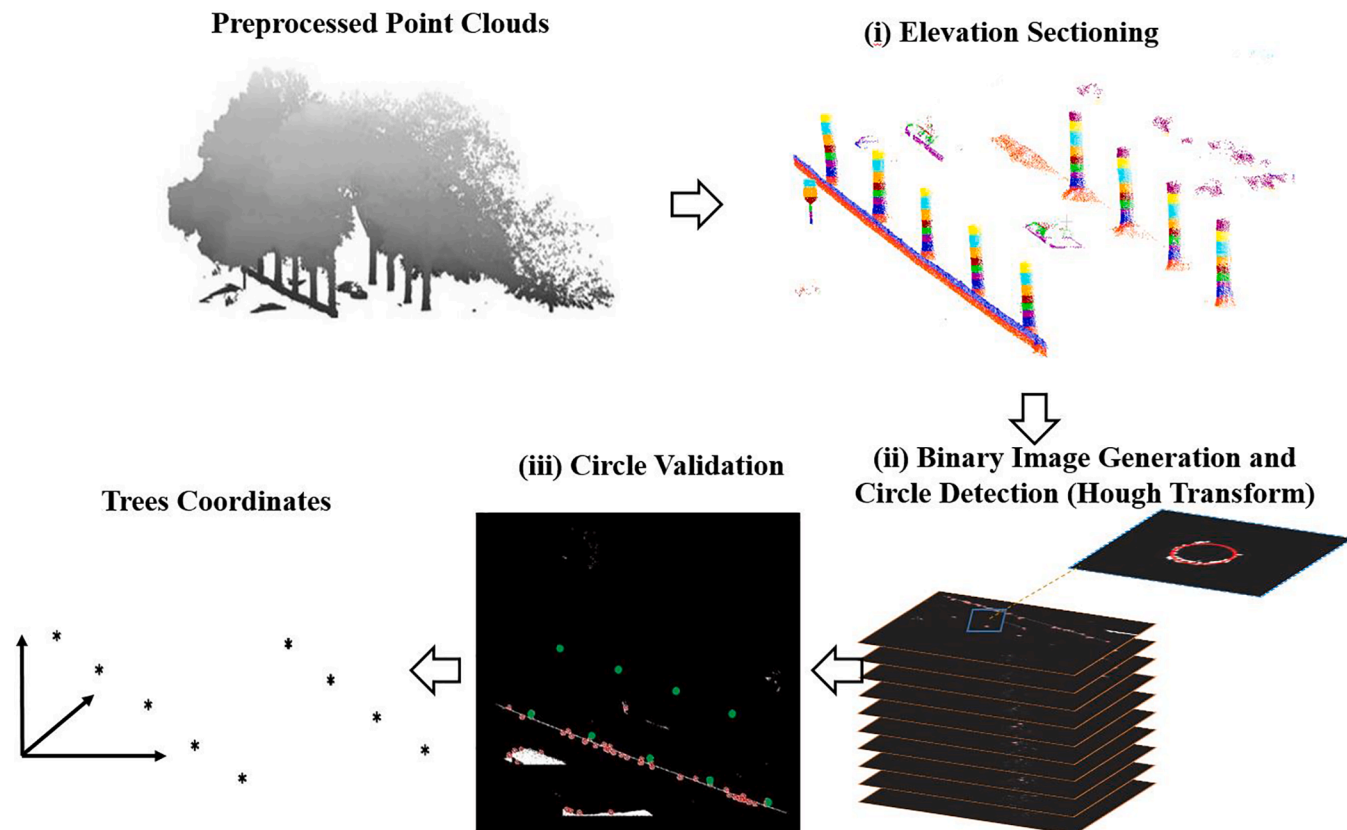 Preprocessed Point Clouds
(i) Elevation Sectioning
(ii) Binary Image Generation and
Circle Detection (Hough Transform)
(iii) Circle Validation
Trees Coordinates